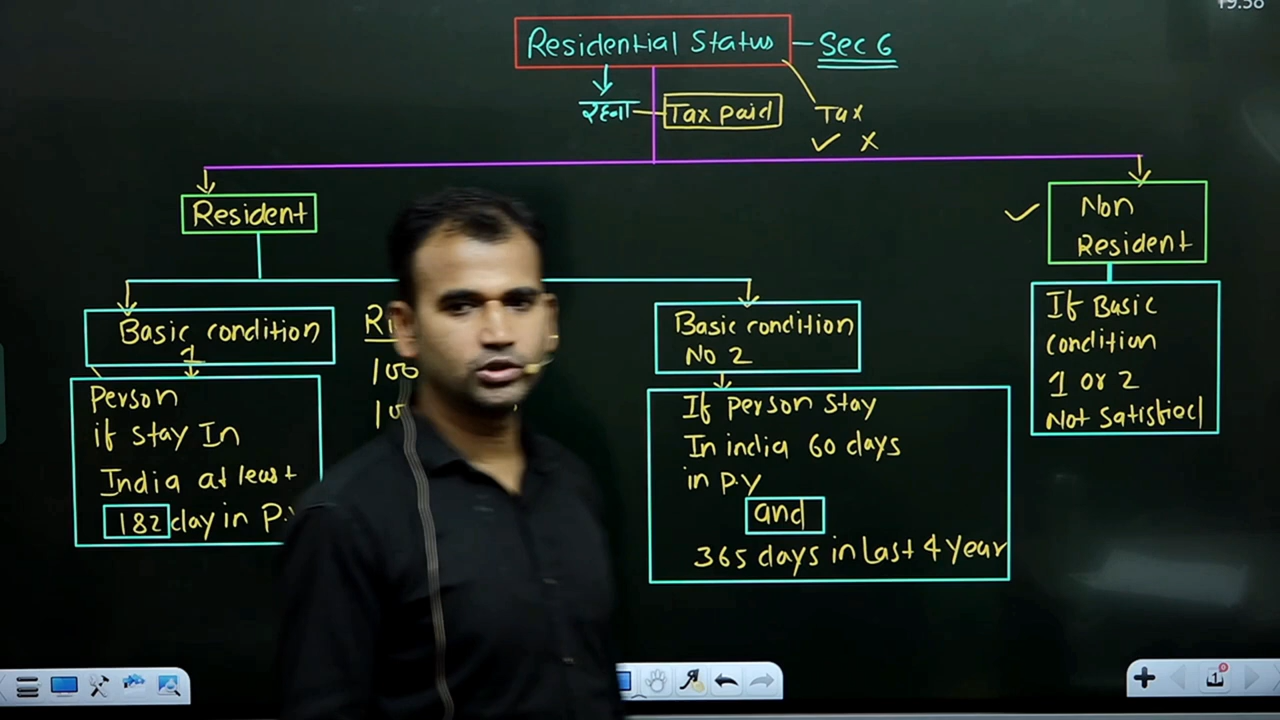 Residential Status - Sec 6
रहना - Tax paid
Tax
✓ x
Resident
Non
Resident
Basic condition
1
Person
if stay In
India at least
182 day in P.
100
Basic condition
No 2
If person stay
In india 60 days
in p.y
and
365 days in last 4 year
If Basic
condition
1 or 2
Not satisfied
1